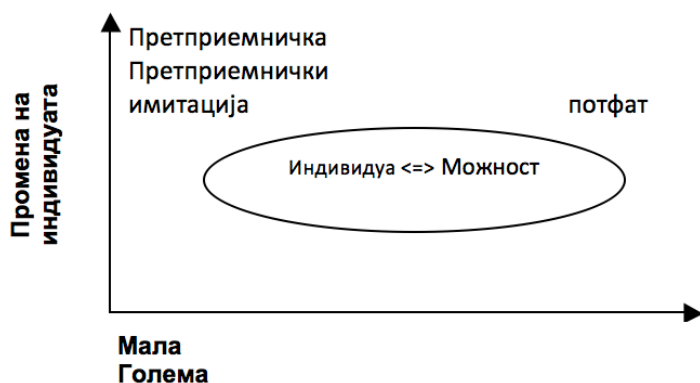 Претприемничка
Претприемнички
имитација потфат
Индивидуа <=> Можност
Промена на
индивидуата
Мала
Голема